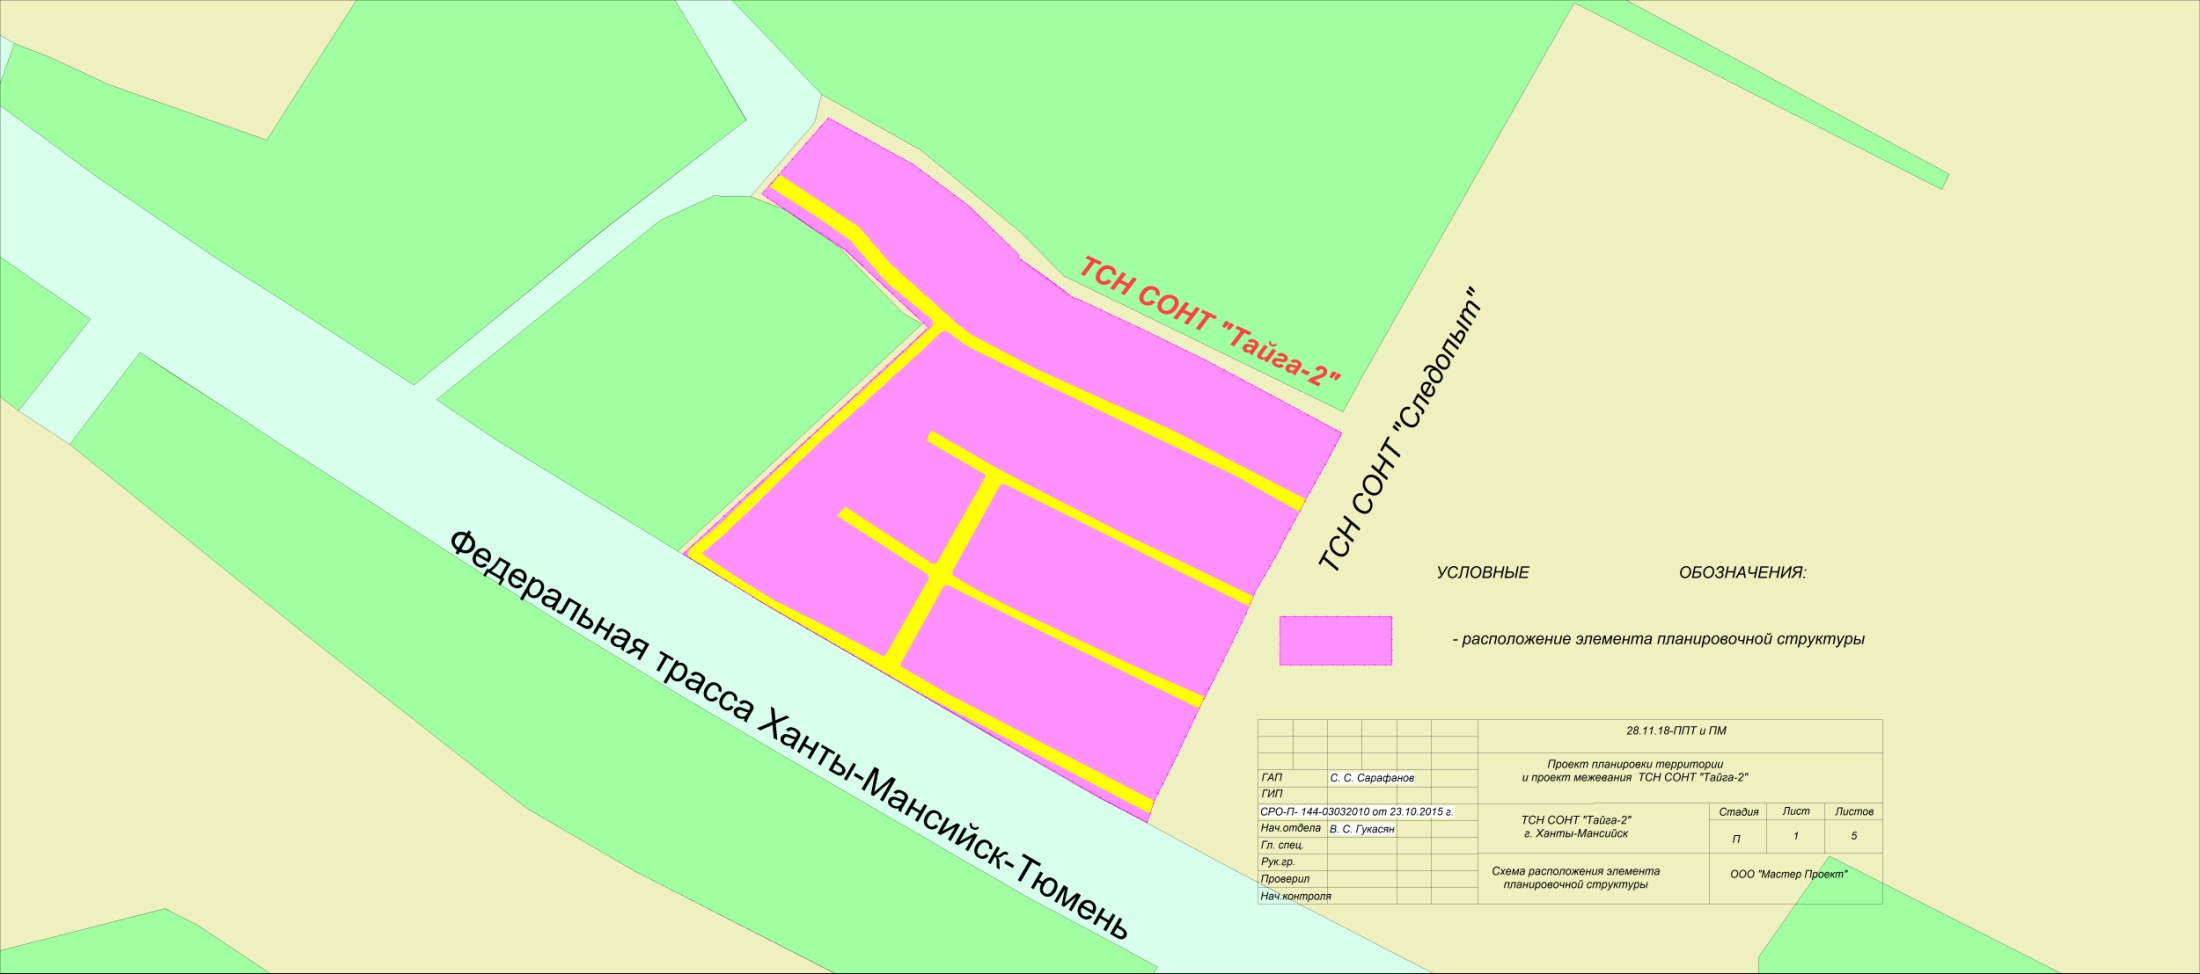 ТСН СОНТ "Тайга-2"
ТСН СОНТ "Следопыт"
Федеральная трасса Ханты-Мансийск-Тюмень
УСЛОВНЫЕ ОБОЗНАЧЕНИЯ:
- расположение элемента планировочной структуры
28.11.18-ППТ и ПМ
Проект планировки территории
и проект межевания ТСН СОНТ "Тайга-2"
ГАП С. С. Сарафанов
ГИП
СРО-П- 144-03032010 от 23.10.2015 г.
Нач.отдела В. С. Гукасян
Гл. спец.
Рук.гр.
Проверил
Нач.контроля
ТСН СОНТ "Тайга-2"
г. Ханты-Мансийск
Стадия Лист Листов
П 1 5
Схема расположения элемента
планировочной структуры
ООО "Мастер Проект"